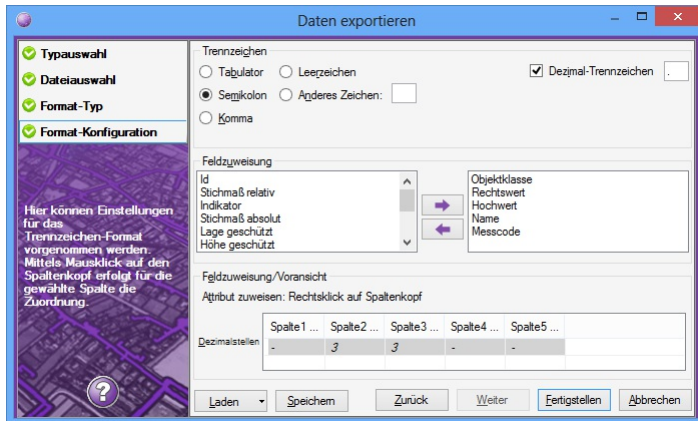 Daten exportieren
Typauswahl
Dateiauswahl
Format-Typ
Format-Konfiguration
Hier können Einstellungen
für das
Trennzeichen-Format
vorgenommen werden.
Mittels Mausklick auf den
Spaltenkopf erfolgt für die
gewählte Spalte die
Zuordnung.
?
Trennzeichen
Tabulator
Leerzeichen
Dezimal-Trennzeichen
.
Semikolon
Anderes Zeichen:
Komma
Feldzuweisung
Id
Stichmaß relativ
Indikator
Stichmaß absolut
Lage geschützt
Höhe geschützt
Objektklasse
Rechtswert
Hochwert
Name
Messcode
Feldzuweisung/Voransicht
Attribut zuweisen: Rechtsklick auf Spaltenkopf
Spalte1 ... Spalte2 ... Spalte3 ... Spalte4 ... Spalte5 ...
Dezimalstellen - 3 3 - -
Laden
Speichern
Zurück
Weiter
Fertigstellen
Abbrechen